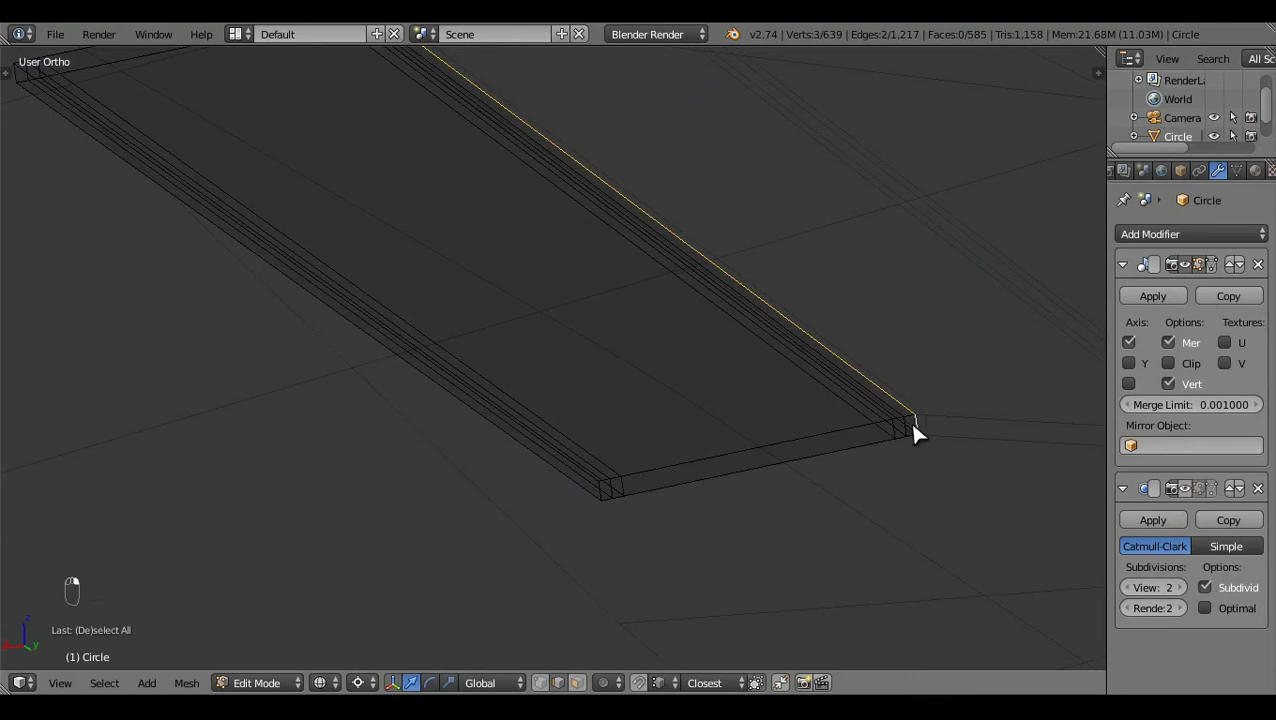 File Render Window Help Default Scene Blender Render v2.74 | Verts:3/639 | Edges:2/1,217 | Faces:0/585 | Tris:1,158 | Mem:21.68M (11.03M) | Circle
User Ortho
View Search All Sc
RenderLa
World
Camera
Circle
Circle
Add Modifier
Apply Copy
Axis: Options: Textures:
Mer U
Y Clip V
Vert
Merge Limit: 0.001000
Mirror Object:
Apply Copy
Catmull-Clark Simple
Subdivisions: Options:
View: 2 Subdivid
Rende:2 Optimal
z
y
Last: (De)select All
(1) Circle
View Select Add Mesh Edit Mode Global Closest